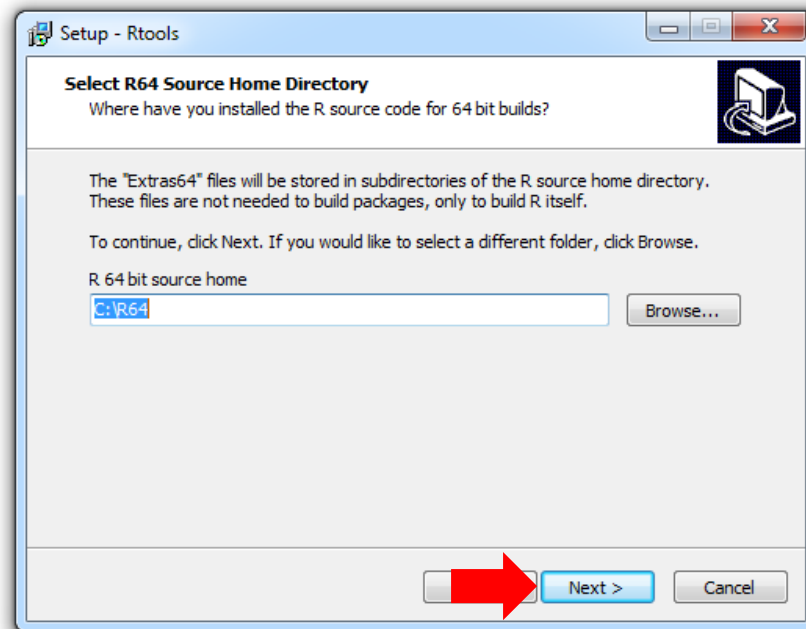 Setup - Rtools
Select R64 Source Home Directory
Where have you installed the R source code for 64 bit builds?
The "Extras64" files will be stored in subdirectories of the R source home directory.
These files are not needed to build packages, only to build R itself.
To continue, click Next. If you would like to select a different folder, click Browse.
R 64 bit source home
C:\R64
Browse...
Next >
Cancel